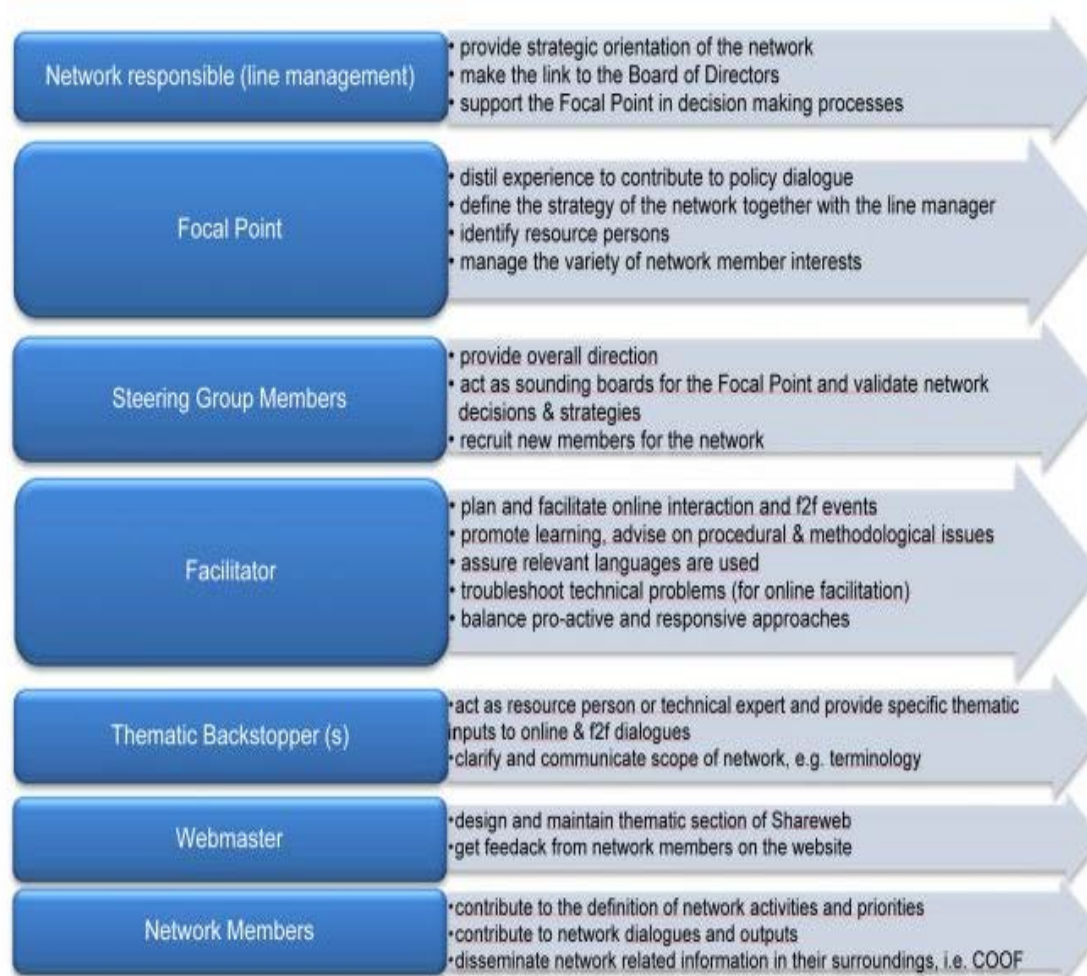 Network responsible (line management)
• provide strategic orientation of the network
• make the link to the Board of Directors
• support the Focal Point in decision making processes
Focal Point
• distil experience to contribute to policy dialogue
• define the strategy of the network together with the line manager
• identify resource persons
• manage the variety of network member interests
Steering Group Members
• provide overall direction
• act as sounding boards for the Focal Point and validate network
decisions & strategies
• recruit new members for the network
Facilitator
• plan and facilitate online interaction and f2f events
• promote learning, advise on procedural & methodological issues
• assure relevant languages are used
• troubleshoot technical problems (for online facilitation)
• balance pro-active and responsive approaches
Thematic Backstopper (s)
•act as resource person or technical expert and provide specific thematic
inputs to online & f2f dialogues
•clarify and communicate scope of network, e.g. terminology
Webmaster
•design and maintain thematic section of Shareweb
•get feedack from network members on the website
Network Members
•contribute to the definition of network activities and priorities
•contribute to network dialogues and outputs
•disseminate network related information in their surroundings, i.e. COOF